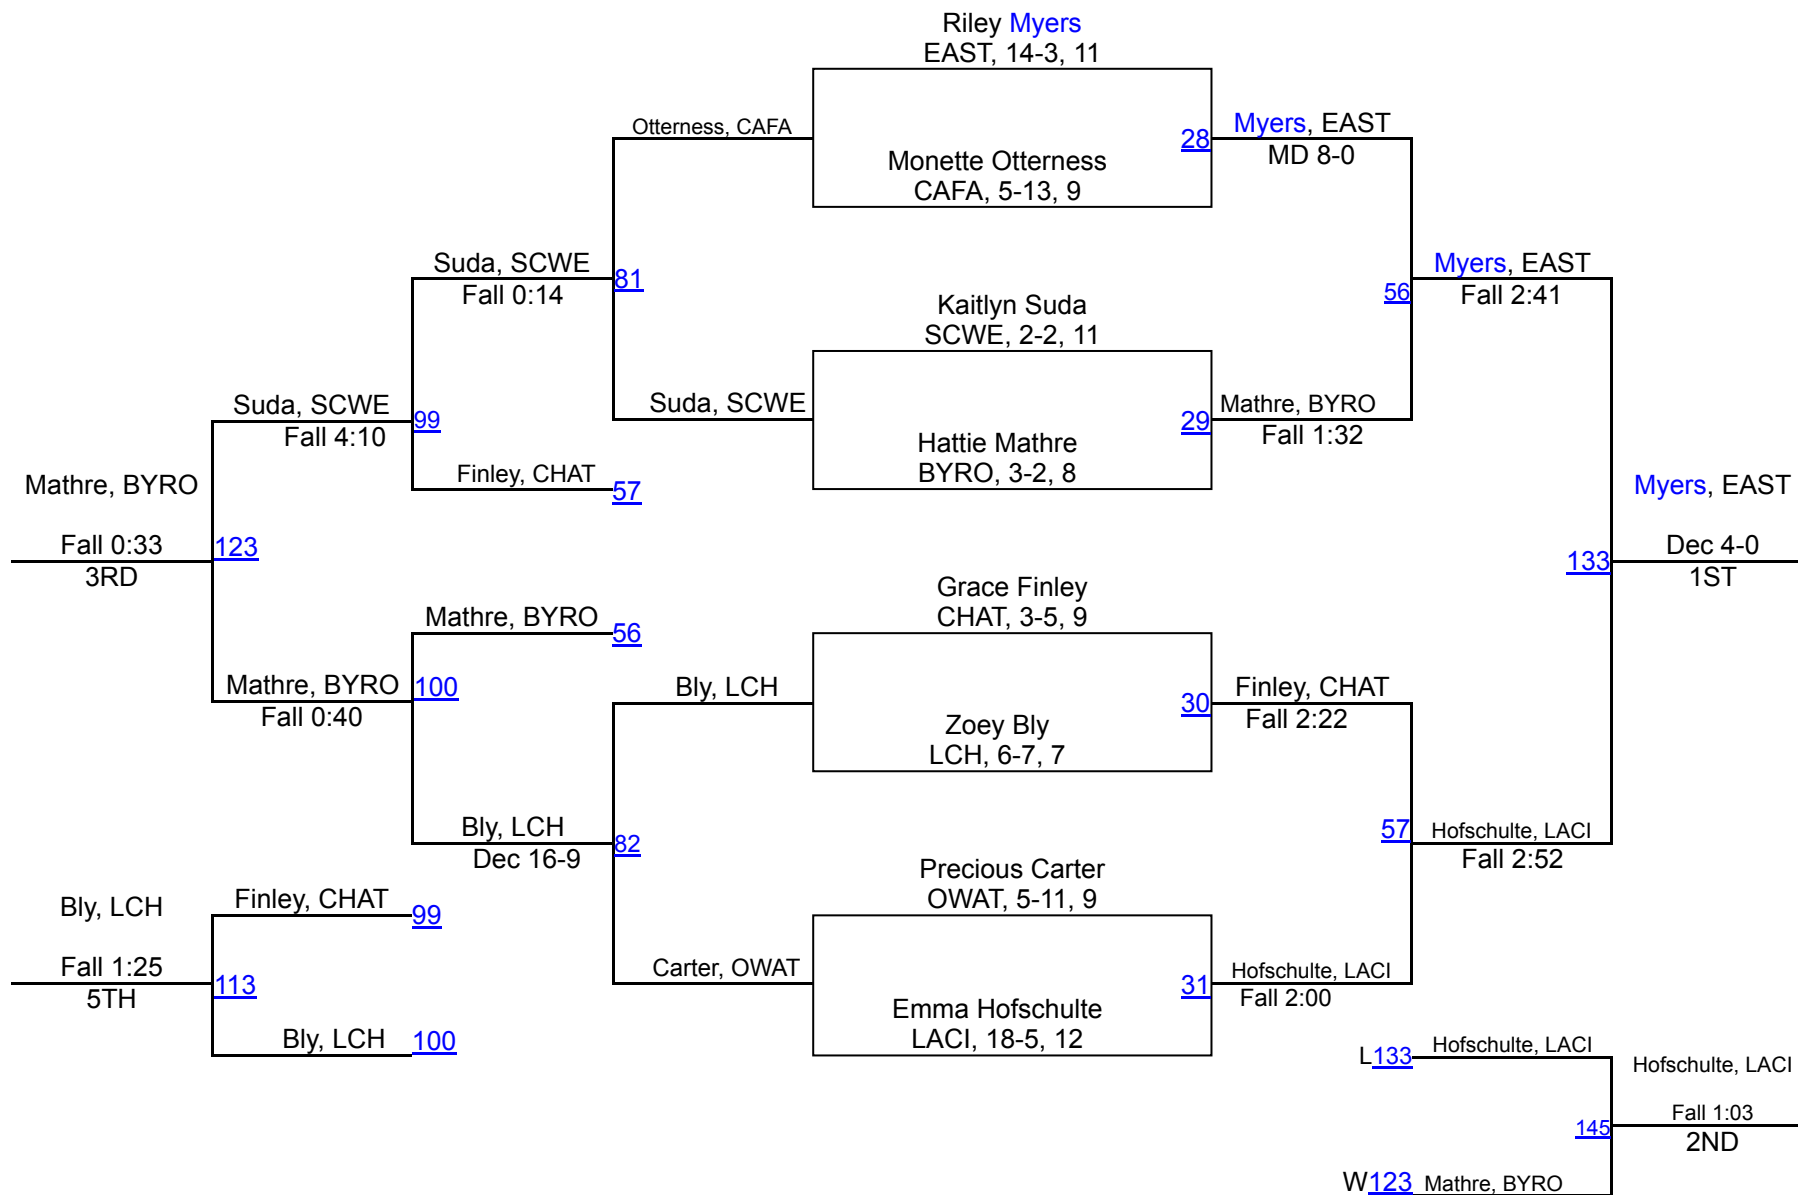 Riley Myers
EAST, 14-3, 11
Otterness, CAFA
28
Myers, EAST
MD 8-0
Monette Otterness
CAFA, 5-13, 9
Suda, SCWE
Fall 0:14
81
Myers, EAST
Fall 2:41
56
Kaitlyn Suda
SCWE, 2-2, 11
Suda, SCWE
Fall 4:10
99
Suda, SCWE
29
Mathre, BYRO
Fall 1:32
Hattie Mathre
BYRO, 3-2, 8
Finley, CHAT
57
Mathre, BYRO
Fall 0:33
3RD
123
Myers, EAST
133
Dec 4-0
1ST
Grace Finley
CHAT, 3-5, 9
Mathre, BYRO
56
Mathre, BYRO
Fall 0:40
100
Bly, LCH
30
Finley, CHAT
Fall 2:22
Zoey Bly
LCH, 6-7, 7
Bly, LCH
Dec 16-9
82
57
Hofschulte, LACI
Fall 2:52
Precious Carter
OWAT, 5-11, 9
Bly, LCH
Fall 1:25
5TH
Finley, CHAT
99
113
Bly, LCH
100
Carter, OWAT
31
Hofschulte, LACI
Fall 2:00
Emma Hofschulte
LACI, 18-5, 12
L133
Hofschulte, LACI
Hofschulte, LACI
145
Fall 1:03
2ND
W123
Mathre, BYRO